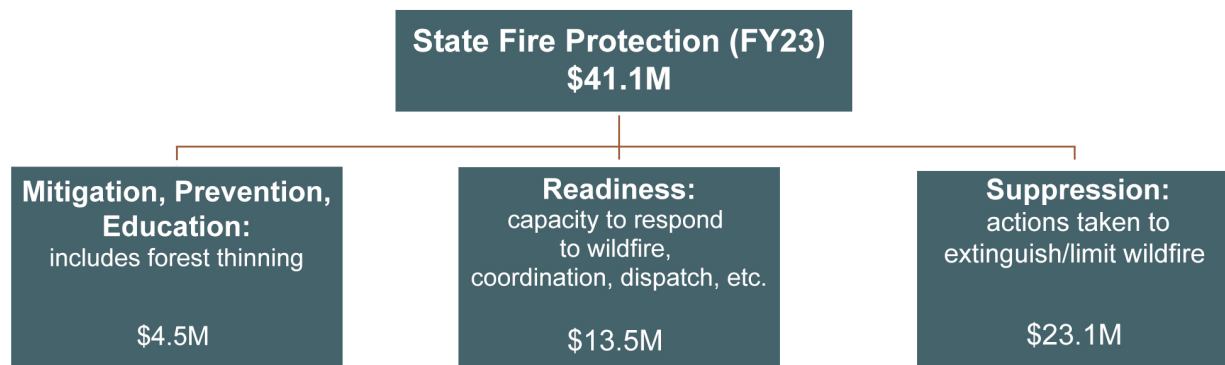 State Fire Protection (FY23)
$41.1M
Mitigation, Prevention,
Education:
includes forest thinning
$4.5M
Readiness:
capacity to respond
to wildfire,
coordination, dispatch, etc.
$13.5M
Suppression:
actions taken to
extinguish/limit wildfire
$23.1M